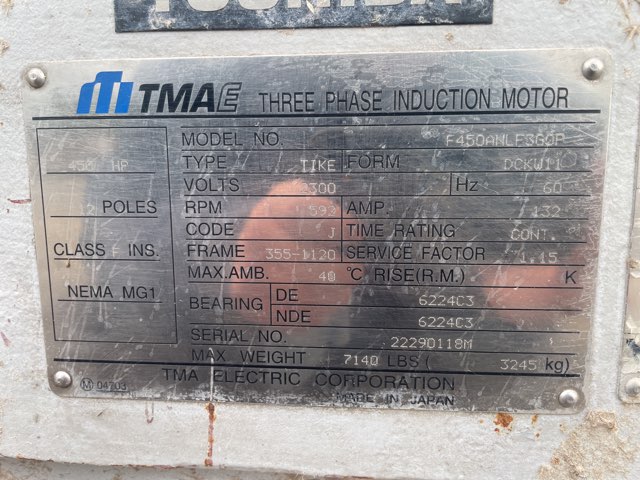 TMAE THREE PHASE INDUCTION MOTOR
450 HP
POLES
CLASS F INS.
NEMA MG1
MODEL NO.
TYPE TIKE FORM DCKW11
VOLTS 2300 Hz 60
RPM 593 AMP. 132
CODE J TIME RATING CONT.
FRAME 355-1120 SERVICE FACTOR 1.15
MAX.AMB. 40 °C RISE(R.M.) K
BEARING DE 6224C3
NDE 6224C3
SERIAL NO. 22290118M
MAX WEIGHT 7140 LBS ( 3245 kg)
TMA ELECTRIC CORPORATION
M 04703 MADE IN JAPAN